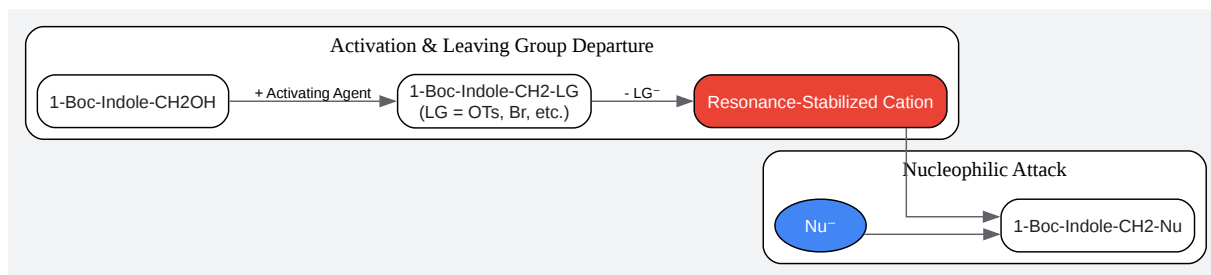 Activation & Leaving Group Departure
1-Boc-Indole-CH2OH
+ Activating Agent
1-Boc-Indole-CH2-LG
(LG = OTs, Br, etc.)
- LG⁻
Resonance-Stabilized Cation
Nucleophilic Attack
Nu⁻
1-Boc-Indole-CH2-Nu